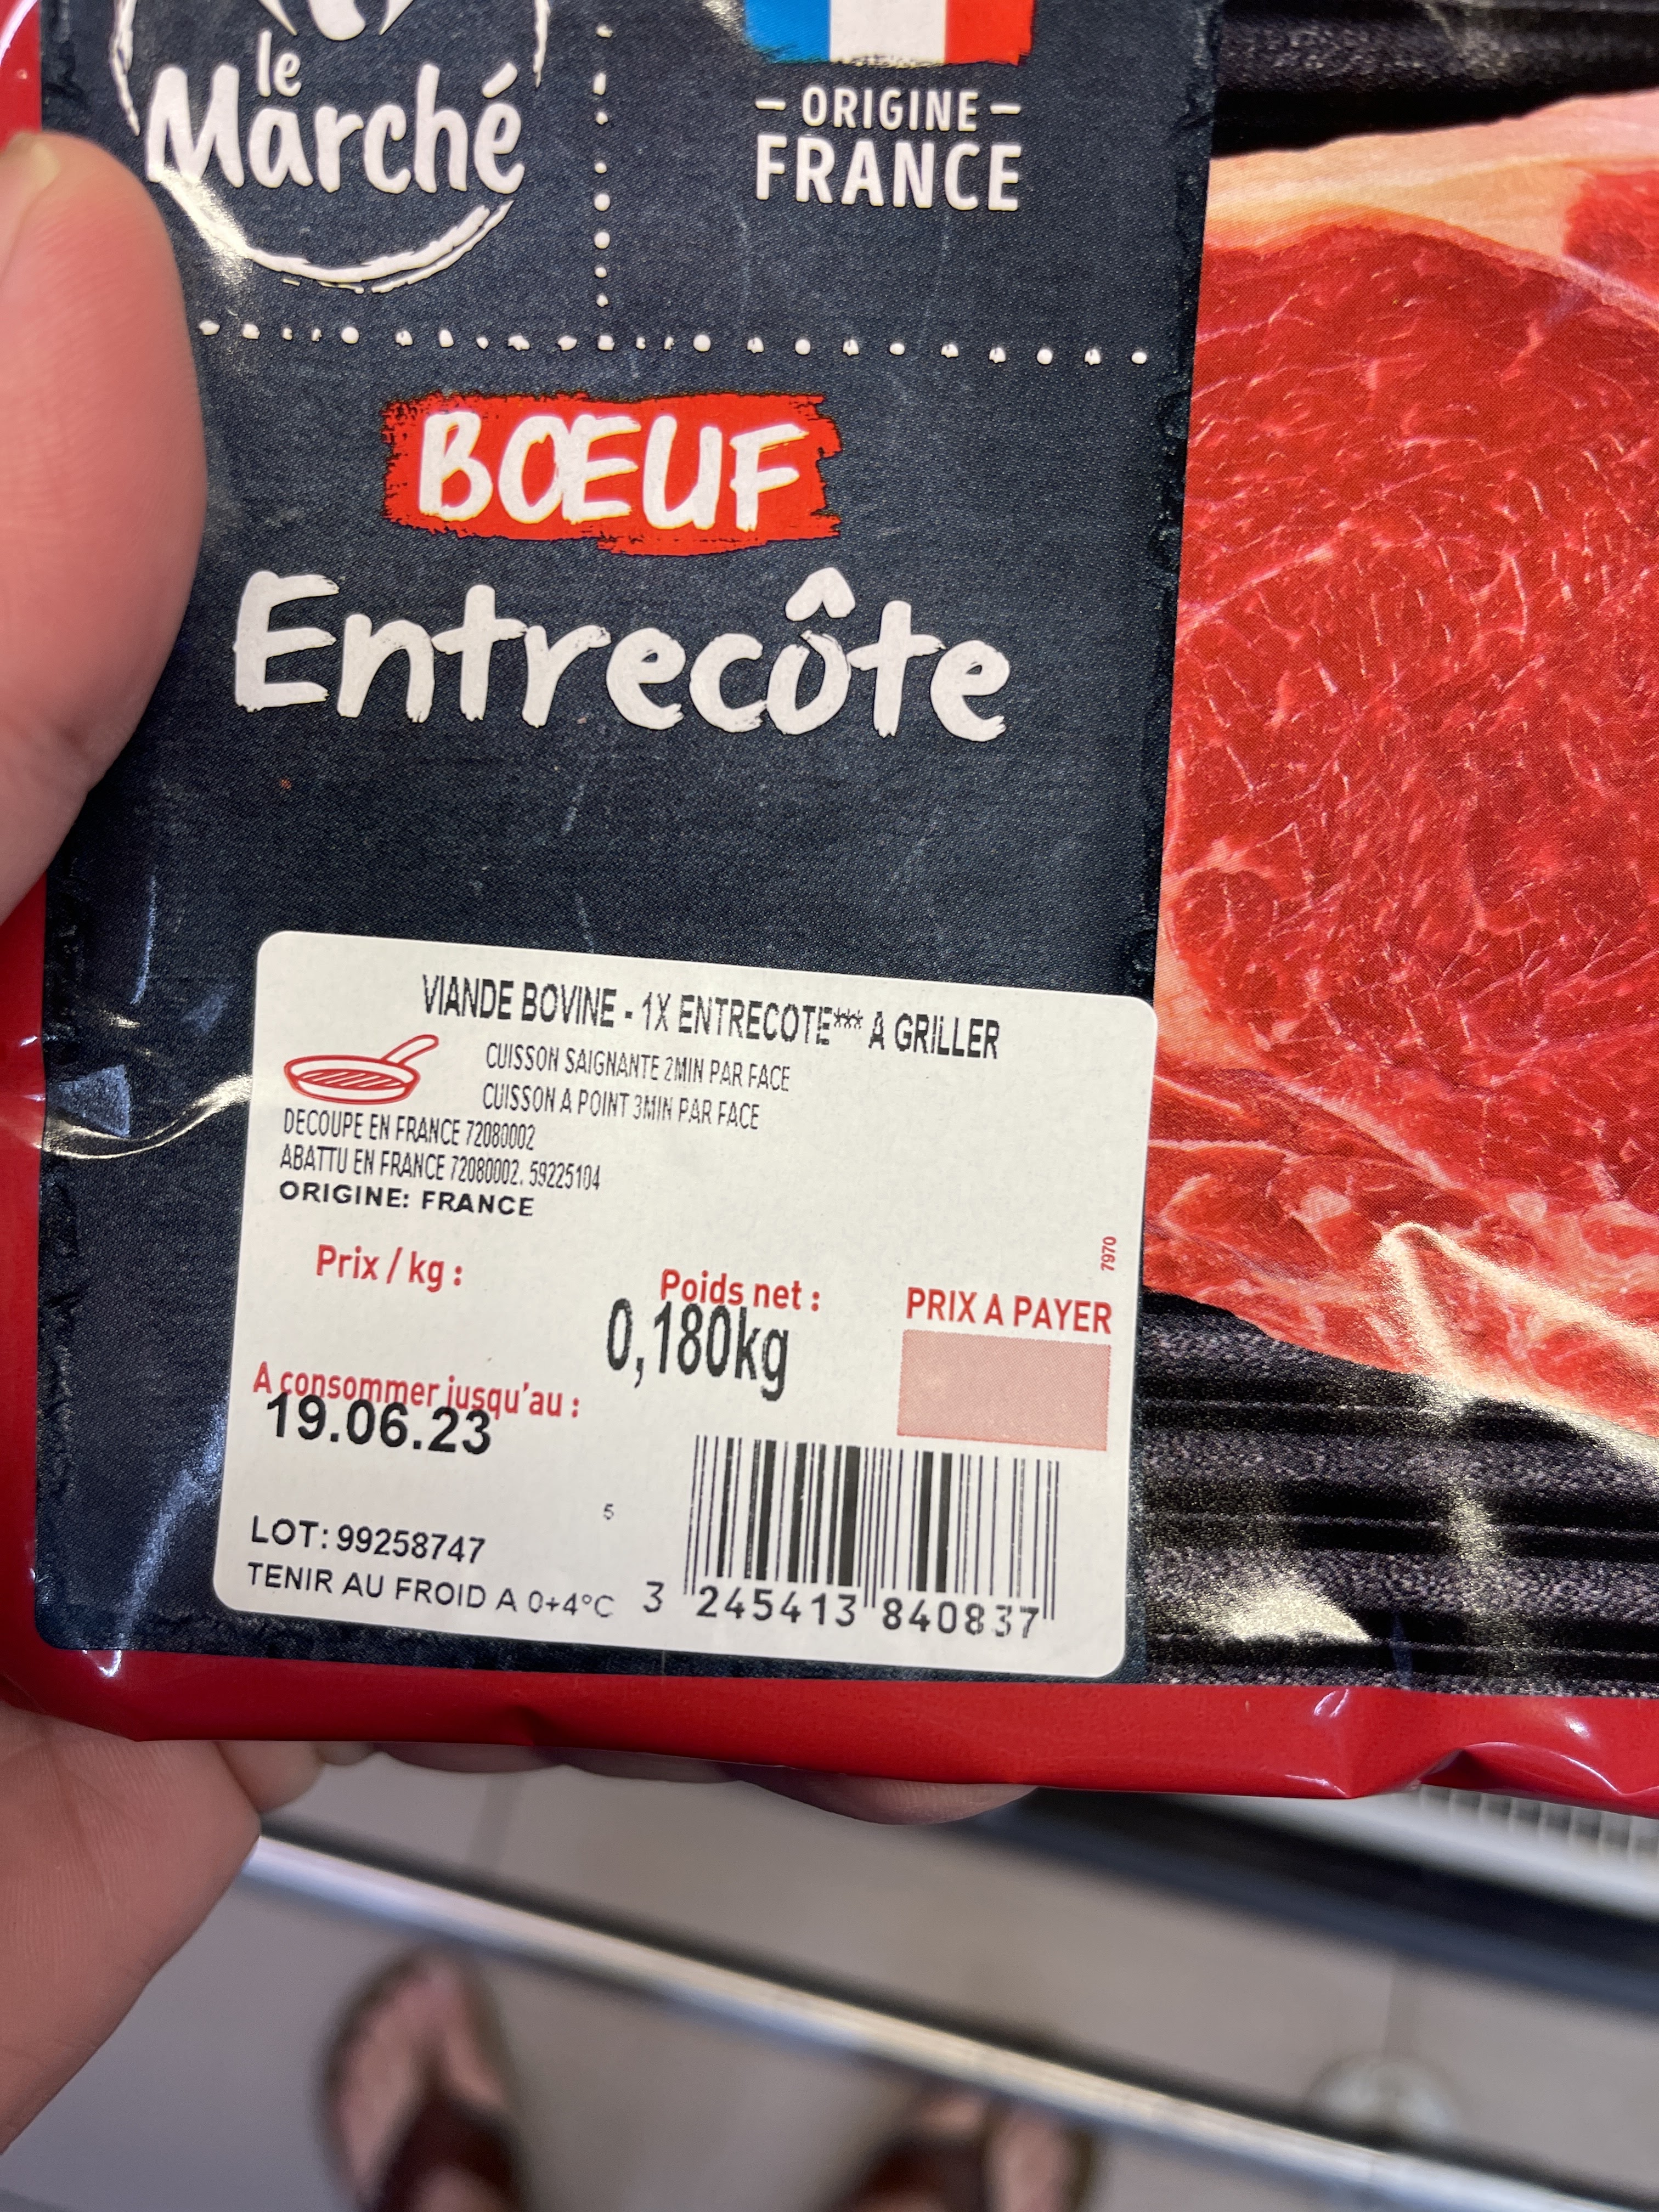 le
Marché
– ORIGINE –
FRANCE
BŒUF
Entrecôte
VIANDE BOVINE - 1X ENTRECOTE*** A GRILLER
CUISSON SAIGNANTE 2MIN PAR FACE
CUISSON A POINT 3MIN PAR FACE
DECOUPE EN FRANCE 72080002
ABATTU EN FRANCE 72080002, 59225104
ORIGINE: FRANCE
7970
Prix / kg :
Poids net :
PRIX A PAYER
0,180kg
A consommer jusqu'au :
19.06.23
5
LOT: 99258747
TENIR AU FROID A 0+4°C
3 245413 840837